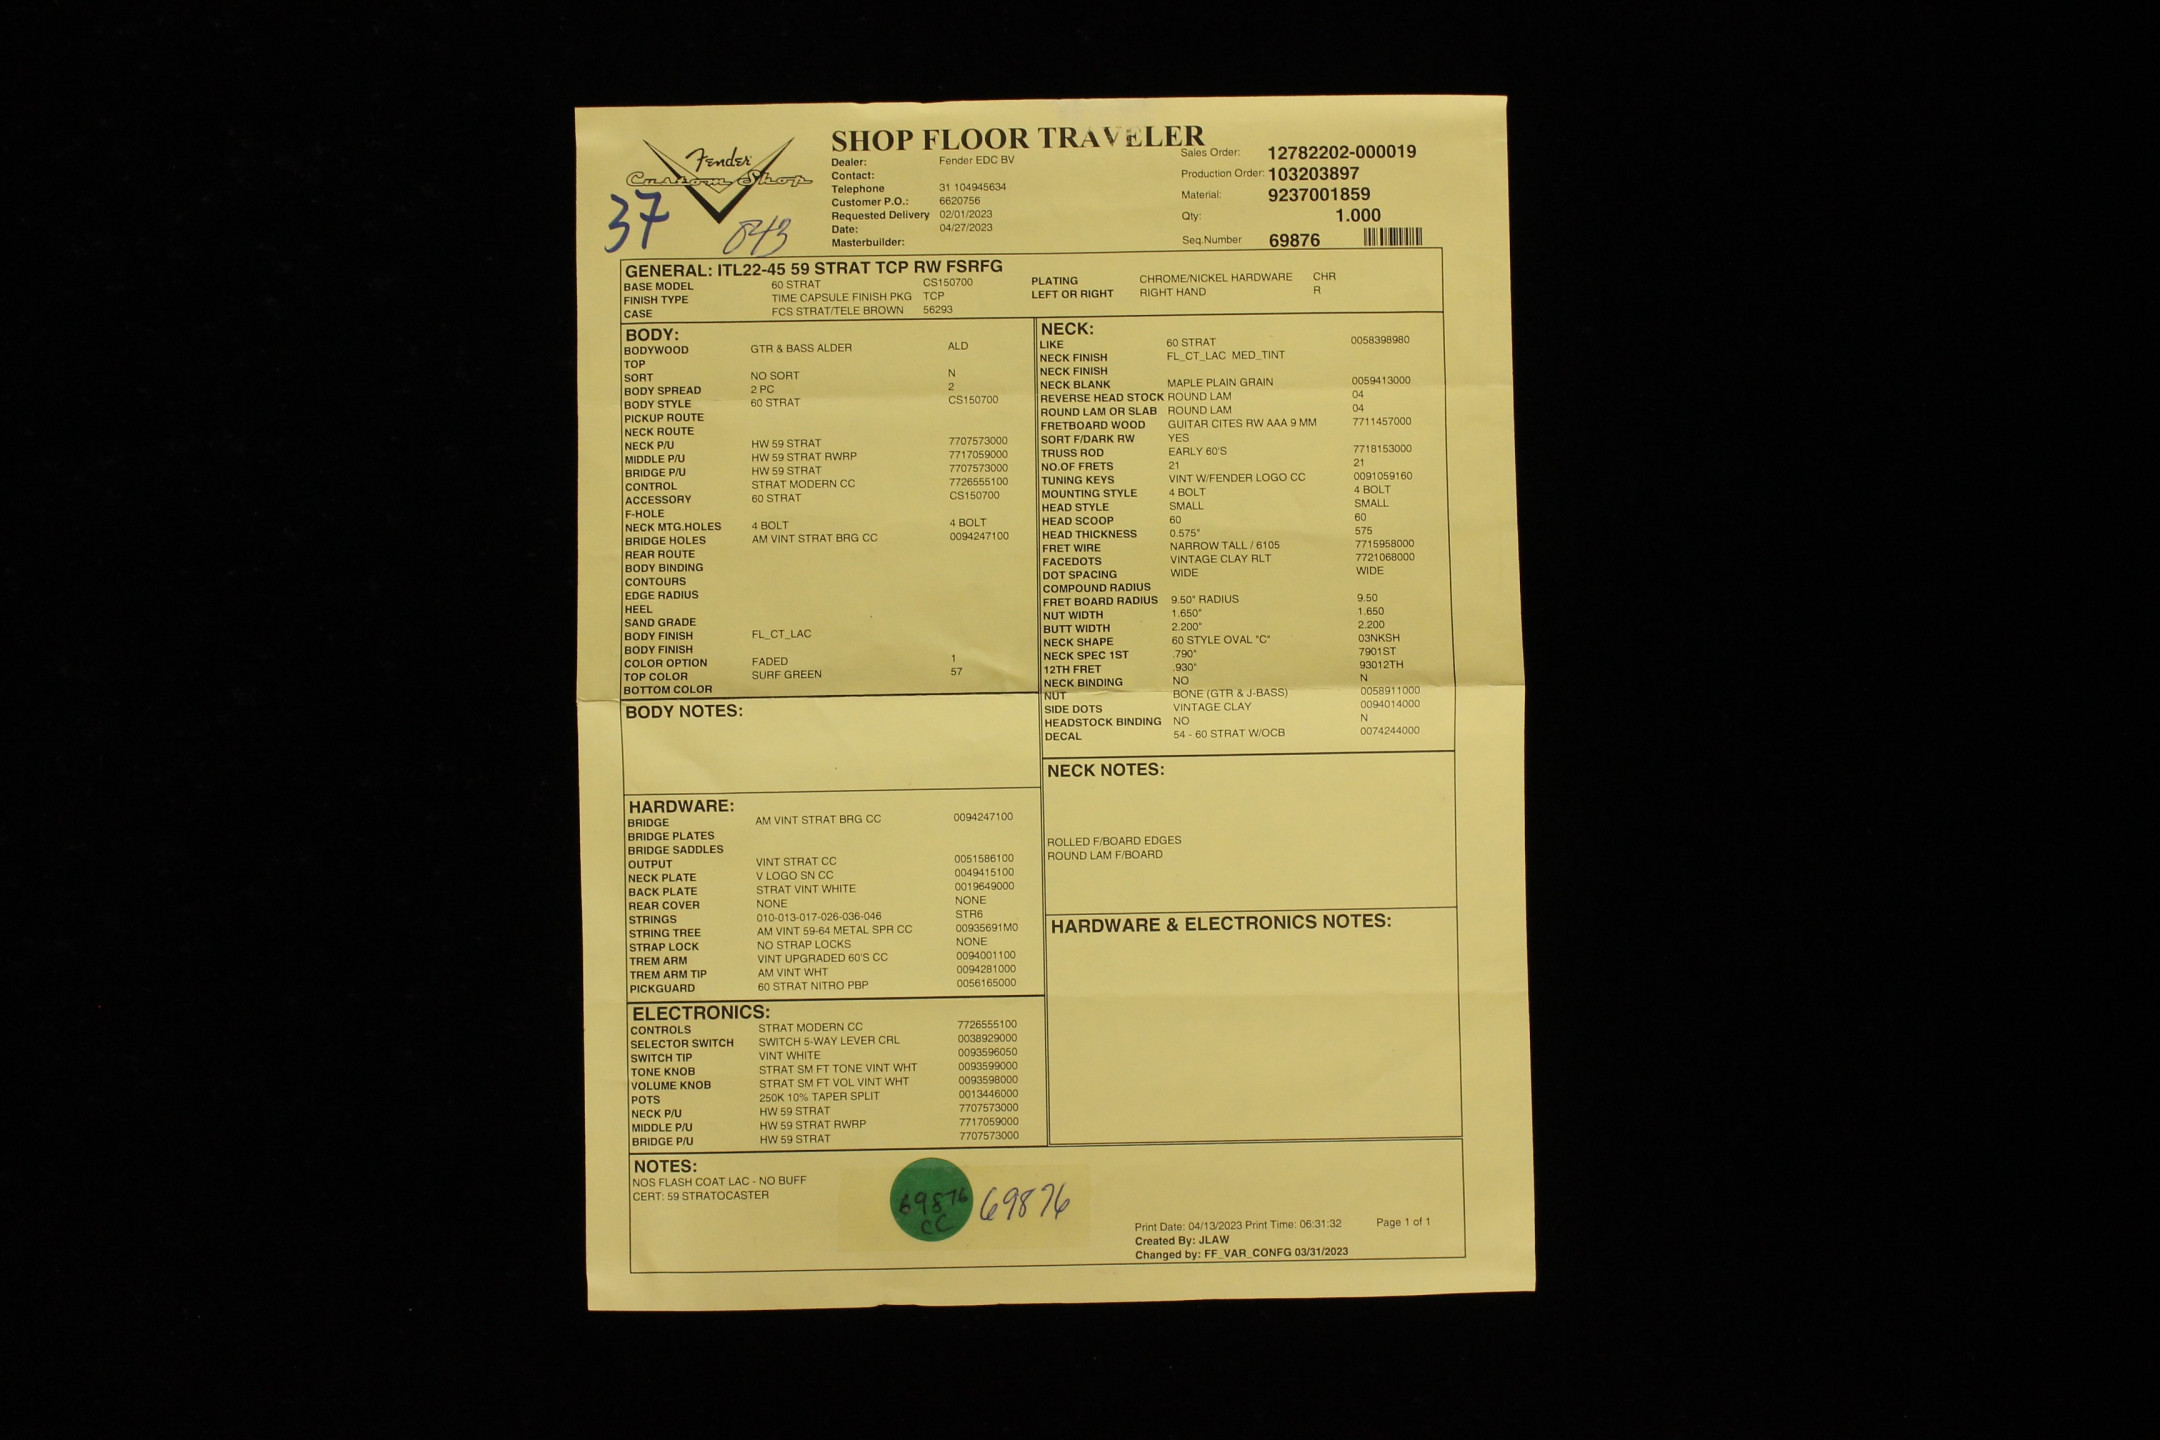 Fender
Custom Shop
37
843
SHOP FLOOR TRAVELER
Dealer: Fender EDC BV
Contact:
Telephone 31 104945634
Customer P.O.: 6620756
Requested Delivery 02/01/2023
Date: 04/27/2023
Masterbuilder:
Sales Order: 12782202-000019
Production Order: 103203897
Material: 9237001859
Qty: 1.000
Seq.Number 69876
GENERAL: ITL22-45 59 STRAT TCP RW FSRFG
BASE MODEL 60 STRAT CS150700
FINISH TYPE TIME CAPSULE FINISH PKG TCP
CASE FCS STRAT/TELE BROWN 56293
PLATING CHROME/NICKEL HARDWARE CHR
LEFT OR RIGHT RIGHT HAND R
BODY:
BODYWOOD GTR & BASS ALDER ALD
TOP
SORT NO SORT N
BODY SPREAD 2 PC 2
BODY STYLE 60 STRAT CS150700
PICKUP ROUTE
NECK ROUTE
NECK P/U HW 59 STRAT 7707573000
MIDDLE P/U HW 59 STRAT RWRP 7717059000
BRIDGE P/U HW 59 STRAT 7707573000
CONTROL STRAT MODERN CC 7726555100
ACCESSORY 60 STRAT CS150700
F-HOLE
NECK MTG.HOLES 4 BOLT 4 BOLT
BRIDGE HOLES AM VINT STRAT BRG CC 0094247100
REAR ROUTE
BODY BINDING
CONTOURS
EDGE RADIUS
HEEL
SAND GRADE
BODY FINISH FL_CT_LAC
BODY FINISH
COLOR OPTION FADED 1
TOP COLOR SURF GREEN 57
BOTTOM COLOR
BODY NOTES:
HARDWARE:
BRIDGE AM VINT STRAT BRG CC 0094247100
BRIDGE PLATES
BRIDGE SADDLES
OUTPUT VINT STRAT CC 0051586100
NECK PLATE V LOGO SN CC 0049415100
BACK PLATE STRAT VINT WHITE 0019649000
REAR COVER NONE NONE
STRINGS 010-013-017-026-036-046 STR6
STRING TREE AM VINT 59-64 METAL SPR CC 00935691M0
STRAP LOCK NO STRAP LOCKS NONE
TREM ARM VINT UPGRADED 60'S CC 0094001100
TREM ARM TIP AM VINT WHT 0094281000
PICKGUARD 60 STRAT NITRO PBP 0056165000
ELECTRONICS:
CONTROLS STRAT MODERN CC 7726555100
SELECTOR SWITCH SWITCH 5-WAY LEVER CRL 0038929000
SWITCH TIP VINT WHITE 0093596050
TONE KNOB STRAT SM FT TONE VINT WHT 0093599000
VOLUME KNOB STRAT SM FT VOL VINT WHT 0093598000
POTS 250K 10% TAPER SPLIT 0013446000
NECK P/U HW 59 STRAT 7707573000
MIDDLE P/U HW 59 STRAT RWRP 7717059000
BRIDGE P/U HW 59 STRAT 7707573000
NECK:
LIKE 60 STRAT 0058398980
NECK FINISH FL_CT_LAC MED_TINT
NECK FINISH
NECK BLANK MAPLE PLAIN GRAIN 0059413000
REVERSE HEAD STOCK ROUND LAM 04
ROUND LAM OR SLAB ROUND LAM 04
FRETBOARD WOOD GUITAR CITES RW AAA 9 MM 7711457000
SORT F/DARK RW YES
TRUSS ROD EARLY 60'S 7718153000
NO.OF FRETS 21 21
TUNING KEYS VINT W/FENDER LOGO CC 0091059160
MOUNTING STYLE 4 BOLT 4 BOLT
HEAD STYLE SMALL SMALL
HEAD SCOOP 60 60
HEAD THICKNESS 0.575" 575
FRET WIRE NARROW TALL / 6105 7715958000
FACEDOTS VINTAGE CLAY RLT 7721068000
DOT SPACING WIDE WIDE
COMPOUND RADIUS
FRET BOARD RADIUS 9.50" RADIUS 9.50
NUT WIDTH 1.650" 1.650
BUTT WIDTH 2.200" 2.200
NECK SHAPE 60 STYLE OVAL "C" 03NKSH
NECK SPEC 1ST .790" 7901ST
12TH FRET .930" 93012TH
NECK BINDING NO N
NUT BONE (GTR & J-BASS) 0058911000
SIDE DOTS VINTAGE CLAY 0094014000
HEADSTOCK BINDING NO N
DECAL 54 - 60 STRAT W/OCB 0074244000
NECK NOTES:
ROLLED F/BOARD EDGES
ROUND LAM F/BOARD
HARDWARE & ELECTRONICS NOTES:
NOTES:
NOS FLASH COAT LAC - NO BUFF
CERT: 59 STRATOCASTER
69876
CC
69876
Print Date: 04/13/2023 Print Time: 06:31:32 Page 1 of 1
Created By: JLAW
Changed by: FF_VAR_CONFG 03/31/2023